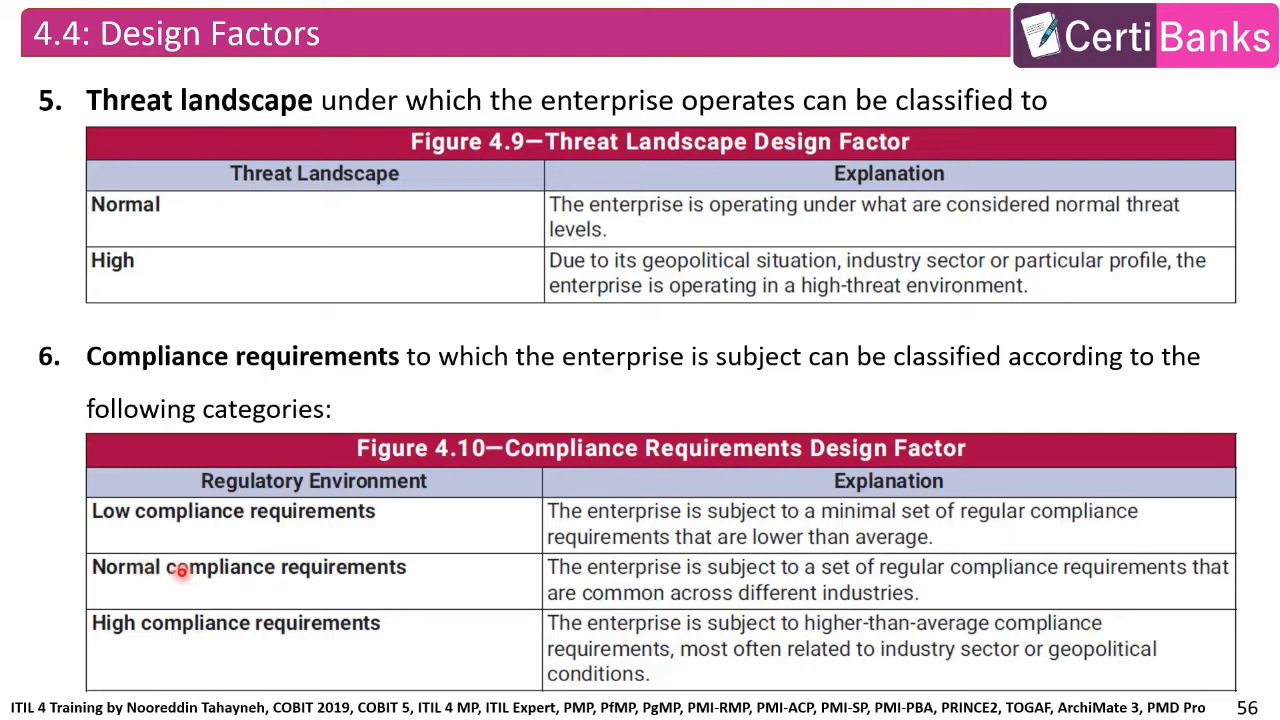 4.4: Design Factors
CertiBanks
5. Threat landscape under which the enterprise operates can be classified to
Figure 4.9—Threat Landscape Design Factor
Threat Landscape Explanation
Normal The enterprise is operating under what are considered normal threat
levels.
High Due to its geopolitical situation, industry sector or particular profile, the
enterprise is operating in a high-threat environment.
6. Compliance requirements to which the enterprise is subject can be classified according to the
following categories:
Figure 4.10—Compliance Requirements Design Factor
Regulatory Environment Explanation
Low compliance requirements The enterprise is subject to a minimal set of regular compliance
requirements that are lower than average.
Normal compliance requirements The enterprise is subject to a set of regular compliance requirements that
are common across different industries.
High compliance requirements The enterprise is subject to higher-than-average compliance
requirements, most often related to industry sector or geopolitical
conditions.
ITIL 4 Training by Nooreddin Tahayneh, COBIT 2019, COBIT 5, ITIL 4 MP, ITIL Expert, PMP, PfMP, PgMP, PMI-RMP, PMI-ACP, PMI-SP, PMI-PBA, PRINCE2, TOGAF, ArchiMate 3, PMD Pro 56